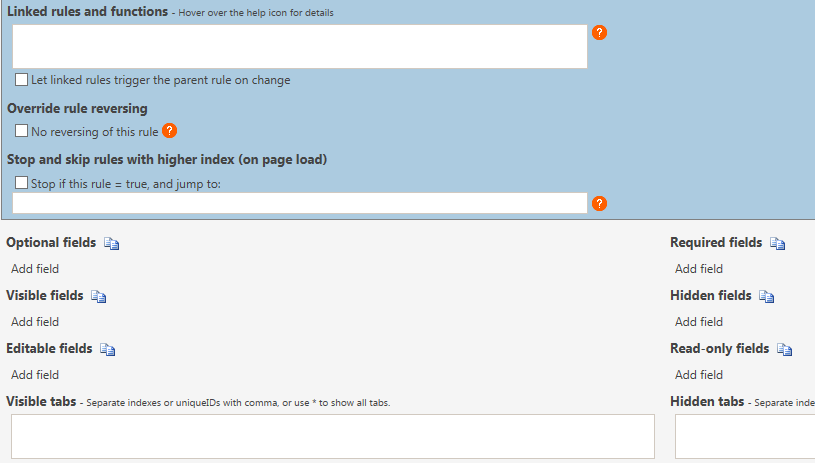 Linked rules and functions - Hover over the help icon for details
?
Let linked rules trigger the parent rule on change
Override rule reversing
No reversing of this rule ?
Stop and skip rules with higher index (on page load)
Stop if this rule = true, and jump to:
?
Optional fields Required fields
Add field Add field
Visible fields Hidden fields
Add field Add field
Editable fields Read-only fields
Add field Add field
Visible tabs - Separate indexes or uniqueIDs with comma, or use * to show all tabs. Hidden tabs - Separate inde